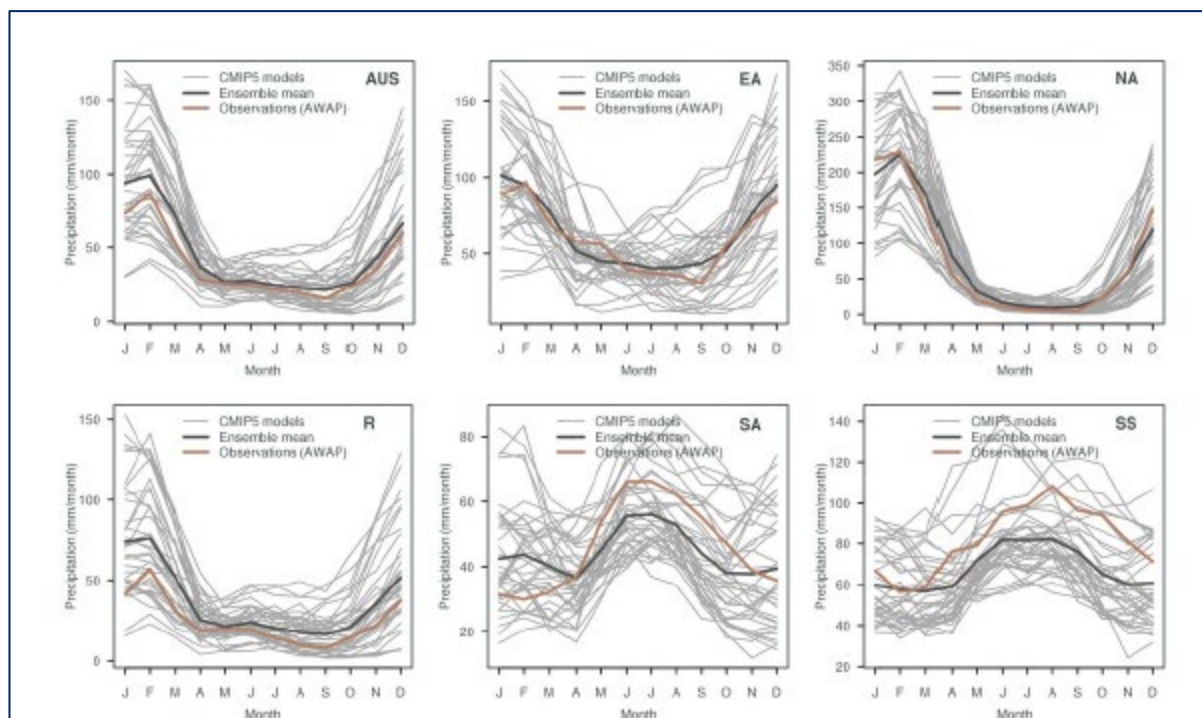 CMIP5 models
Ensemble mean
Observations (AWAP)
AUS
Precipitation (mm/month)
150
100
50
0
J F M A M J J A S O N D
Month
CMIP5 models
Ensemble mean
Observations (AWAP)
EA
Precipitation (mm/month)
150
100
50
J F M A M J J A S O N D
Month
CMIP5 models
Ensemble mean
Observations (AWAP)
NA
Precipitation (mm/month)
350
300
250
200
150
100
50
0
J F M A M J J A S O N D
Month
CMIP5 models
Ensemble mean
Observations (AWAP)
R
Precipitation (mm/month)
150
100
50
0
J F M A M J J A S O N D
Month
CMIP5 models
Ensemble mean
Observations (AWAP)
SA
Precipitation (mm/month)
80
60
40
20
J F M A M J J A S O N D
Month
CMIP5 models
Ensemble mean
Observations (AWAP)
SS
Precipitation (mm/month)
140
120
100
80
60
40
20
J F M A M J J A S O N D
Month